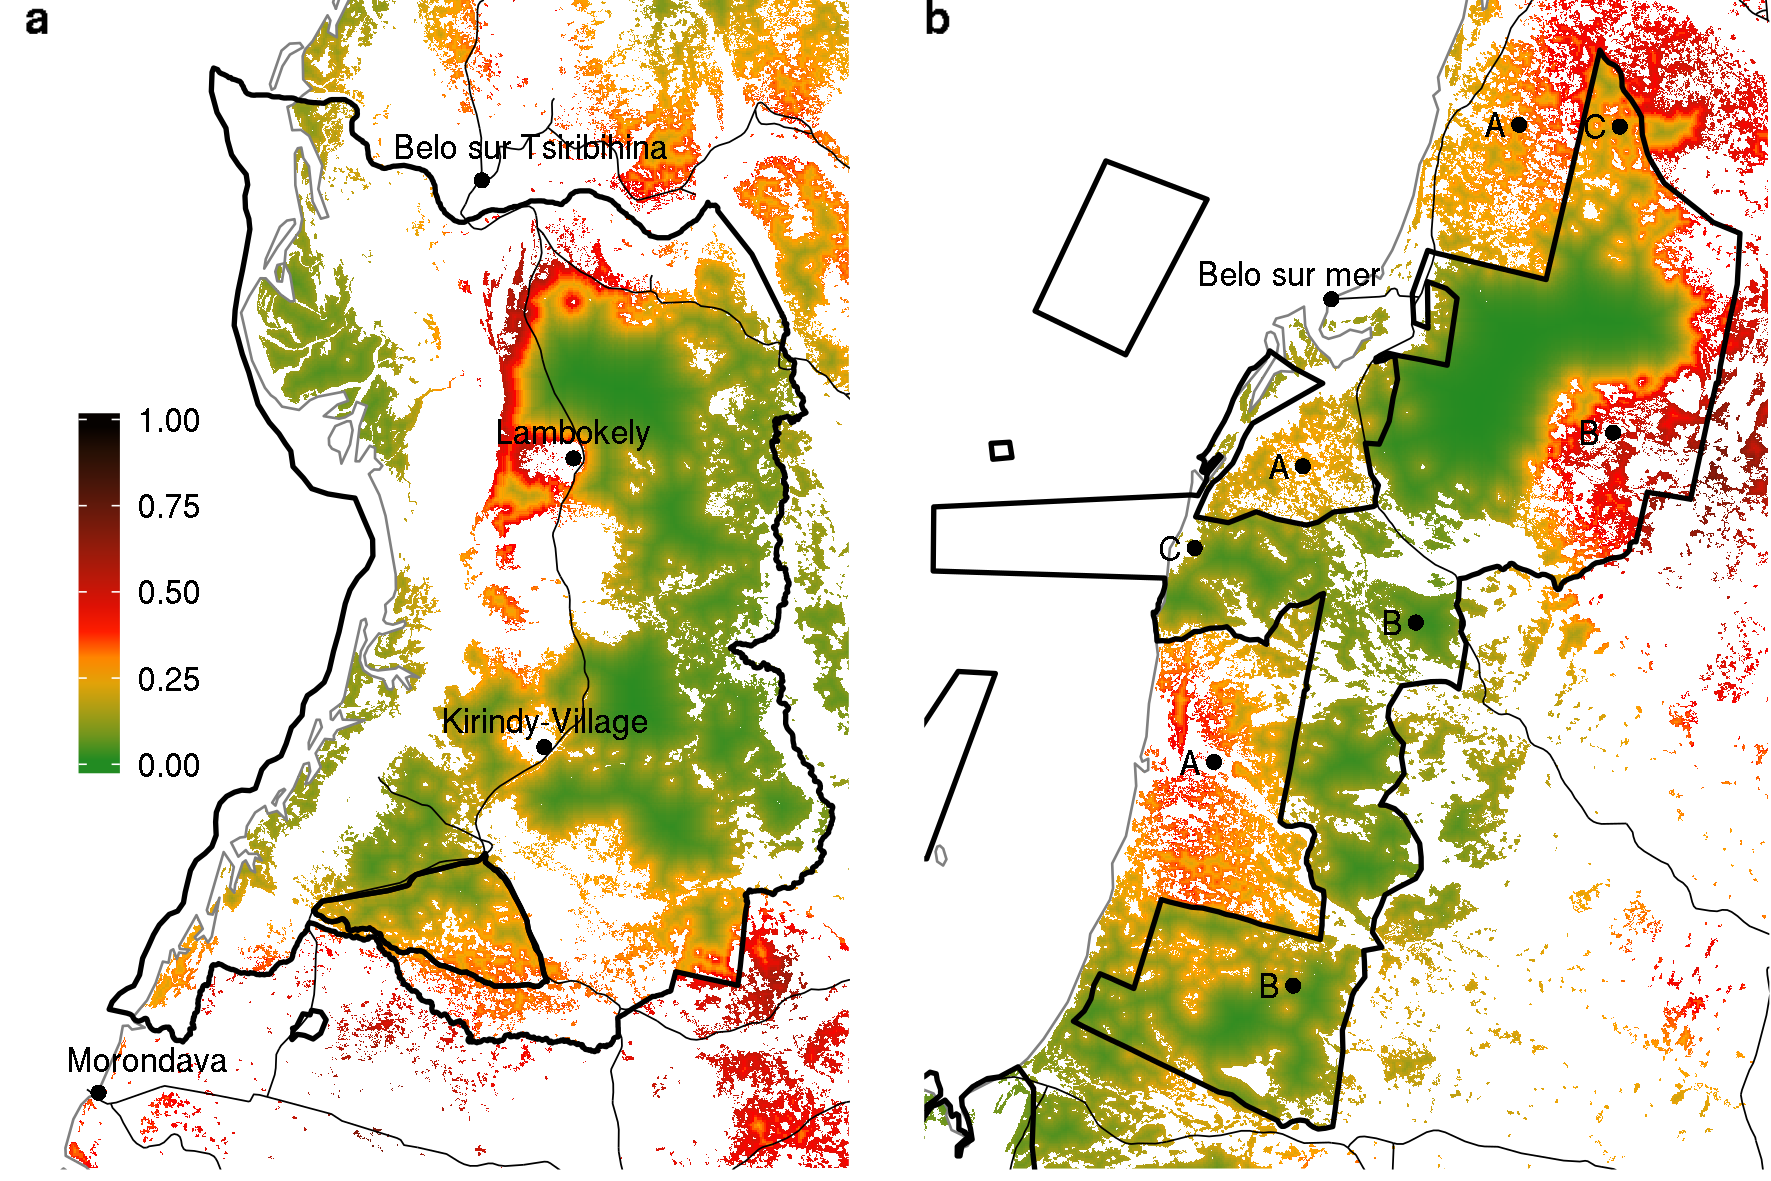 a
Belo sur Tsiribihina
Lambokely
Kirindy-Village
Morondava
1.00
0.75
0.50
0.25
0.00
b
A
C
Belo sur mer
B
A
C
B
A
B